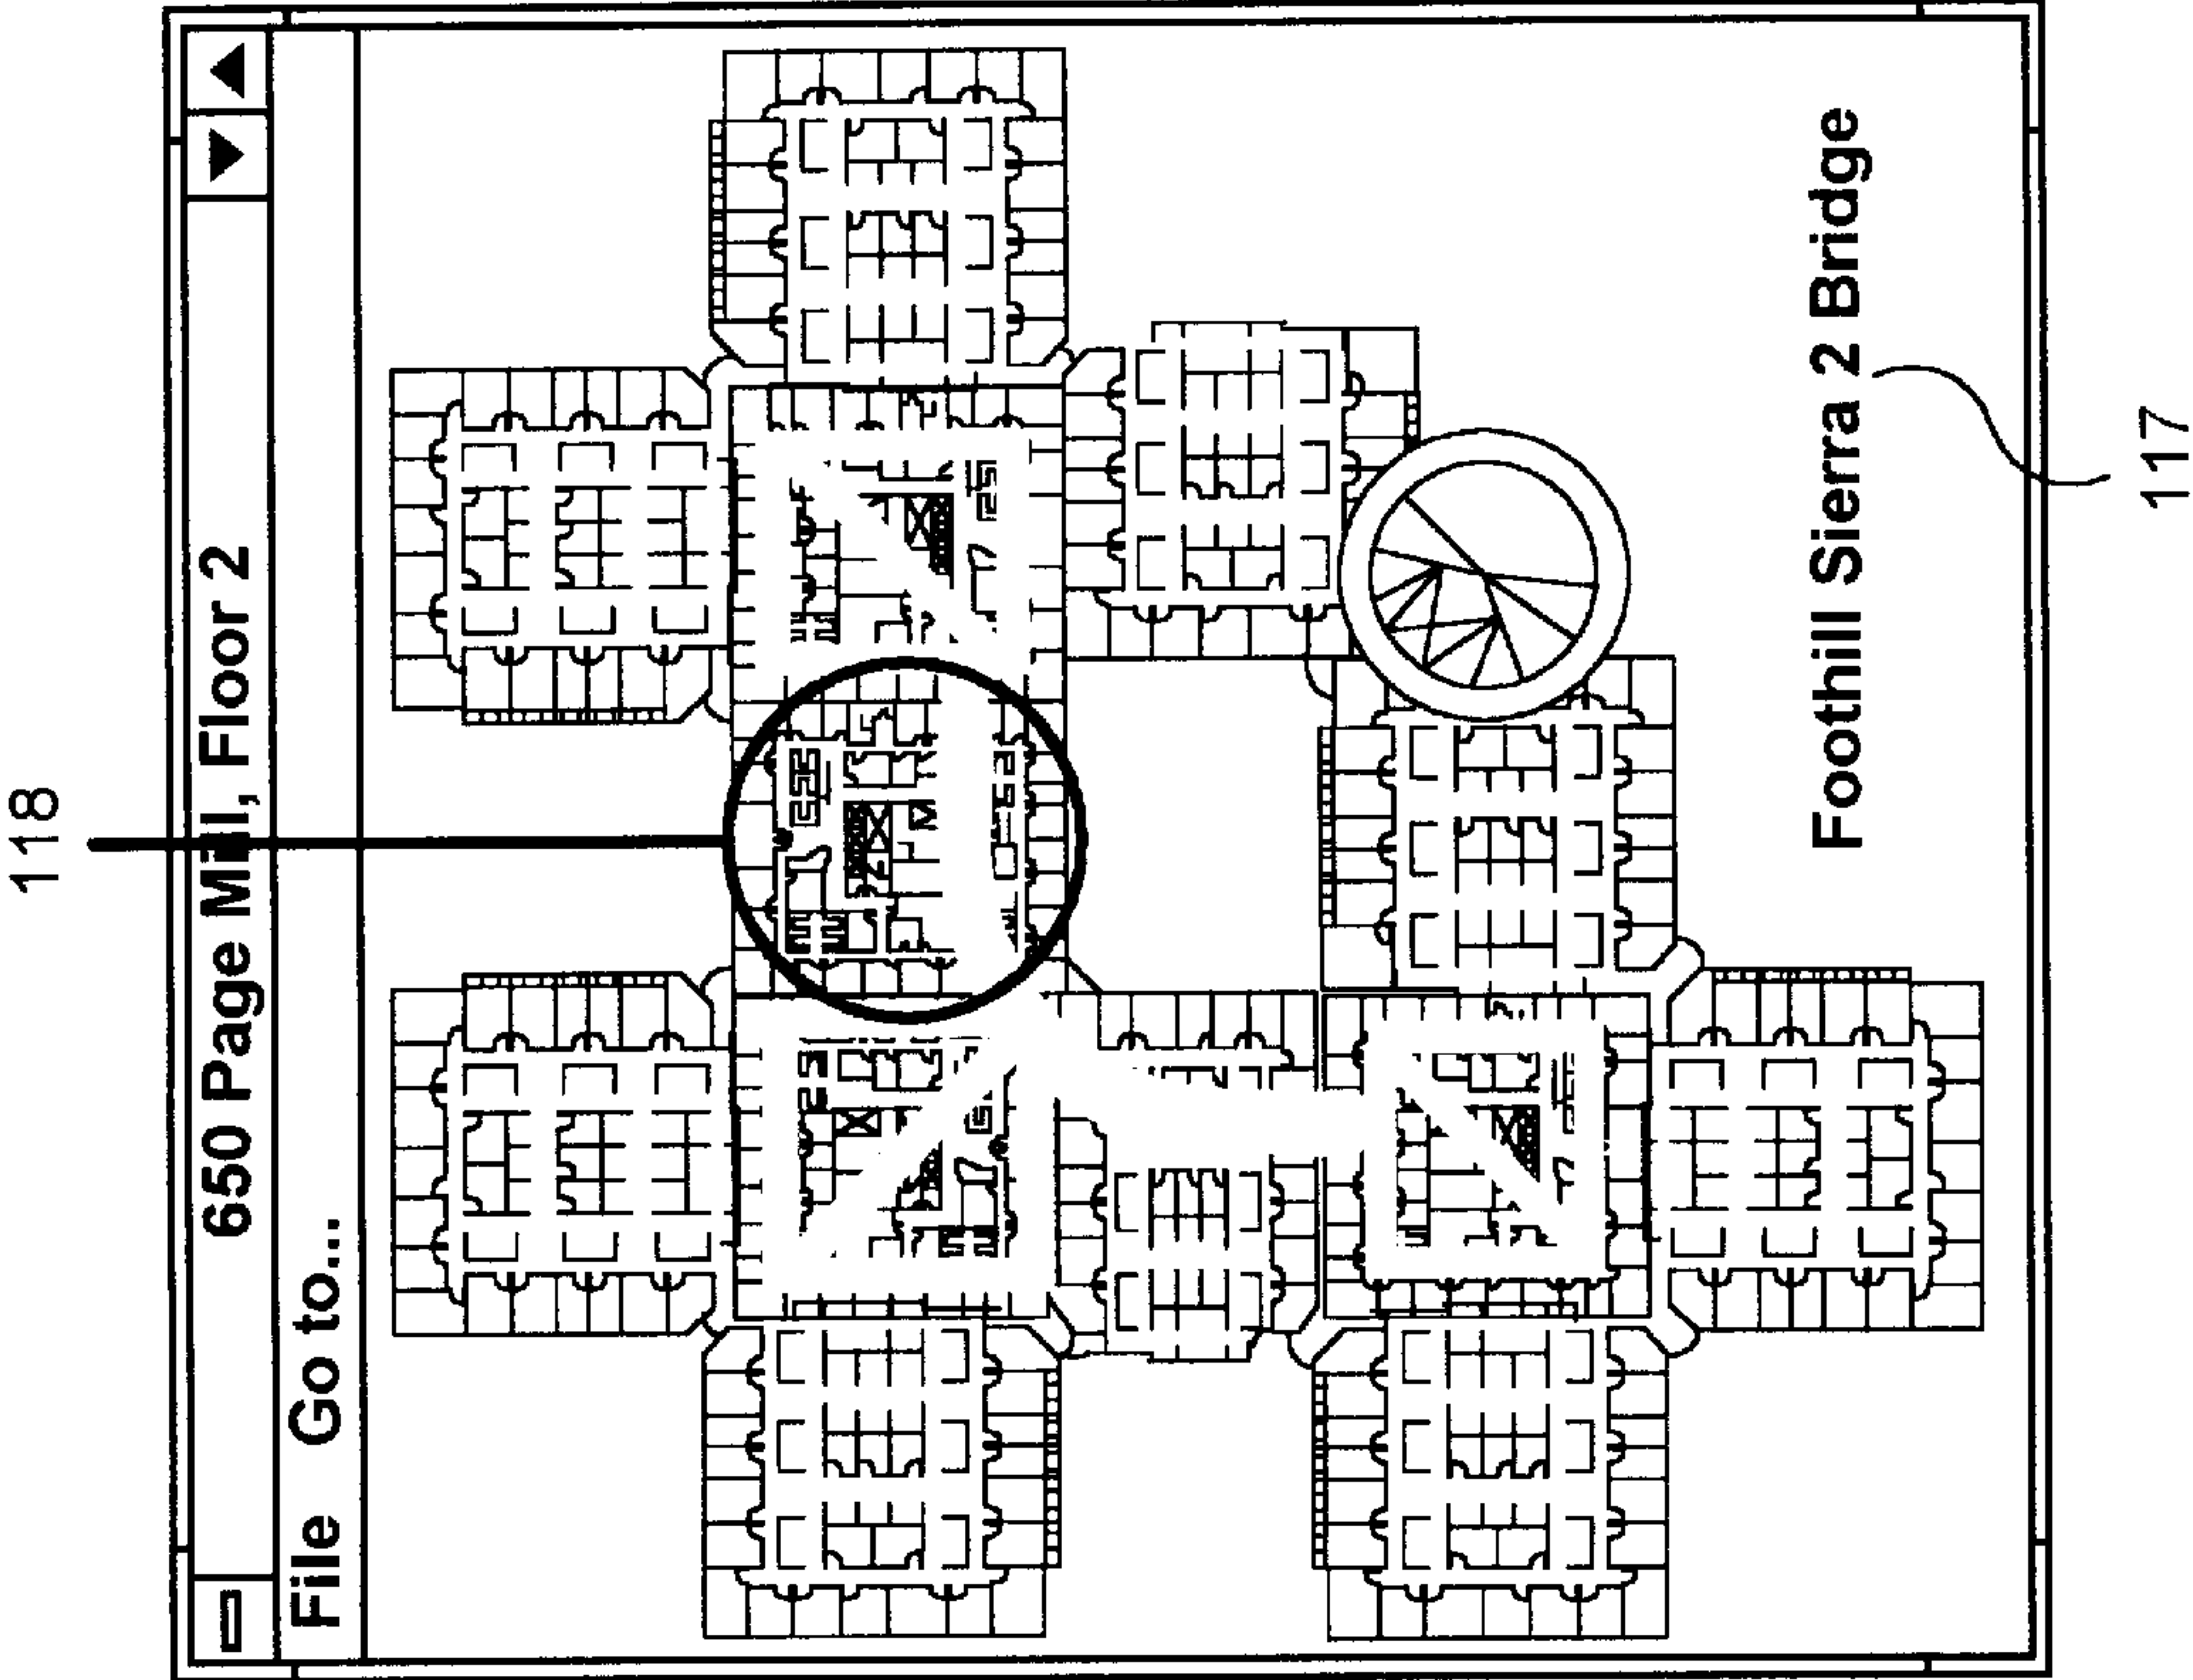 650 Page Mill, Floor 2
File Go to...
118
Foothill Sierra 2 Bridge
117